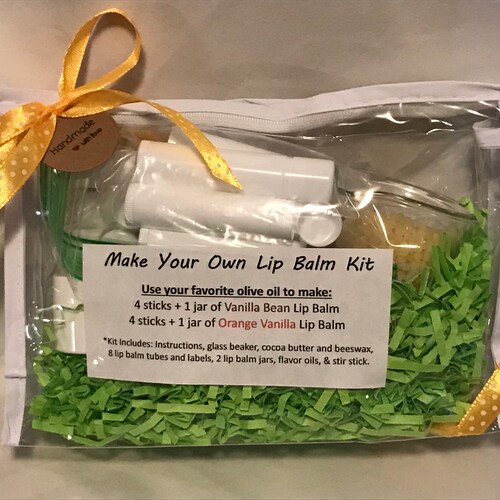 Handmade
with love
Make Your Own Lip Balm Kit
Use your favorite olive oil to make:
4 sticks + 1 jar of Vanilla Bean Lip Balm
4 sticks + 1 jar of Orange Vanilla Lip Balm
*Kit Includes: Instructions, glass beaker, cocoa butter and beeswax,
8 lip balm tubes and labels, 2 lip balm jars, flavor oils, & stir stick.